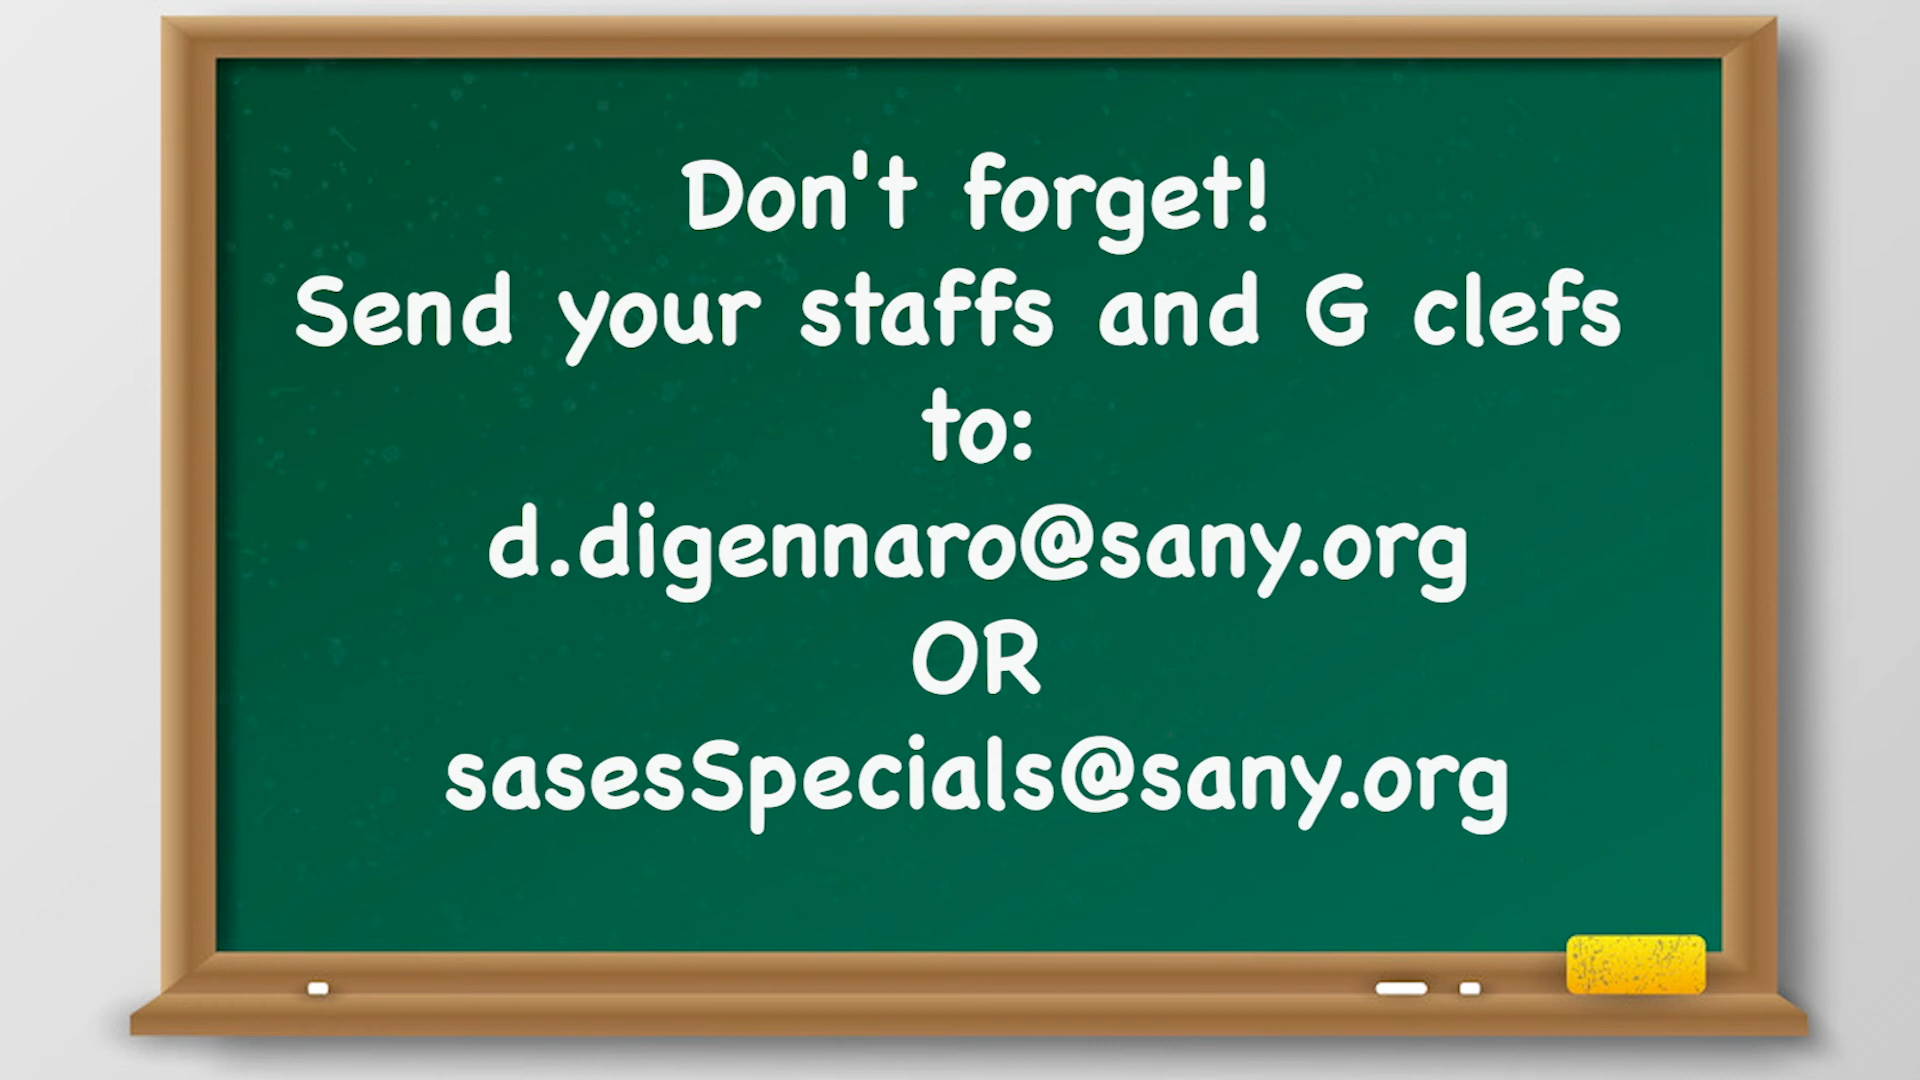 Don't forget!
Send your staffs and G clefs
to:
d.digennaro@sany.org
OR
sasesSpecials@sany.org